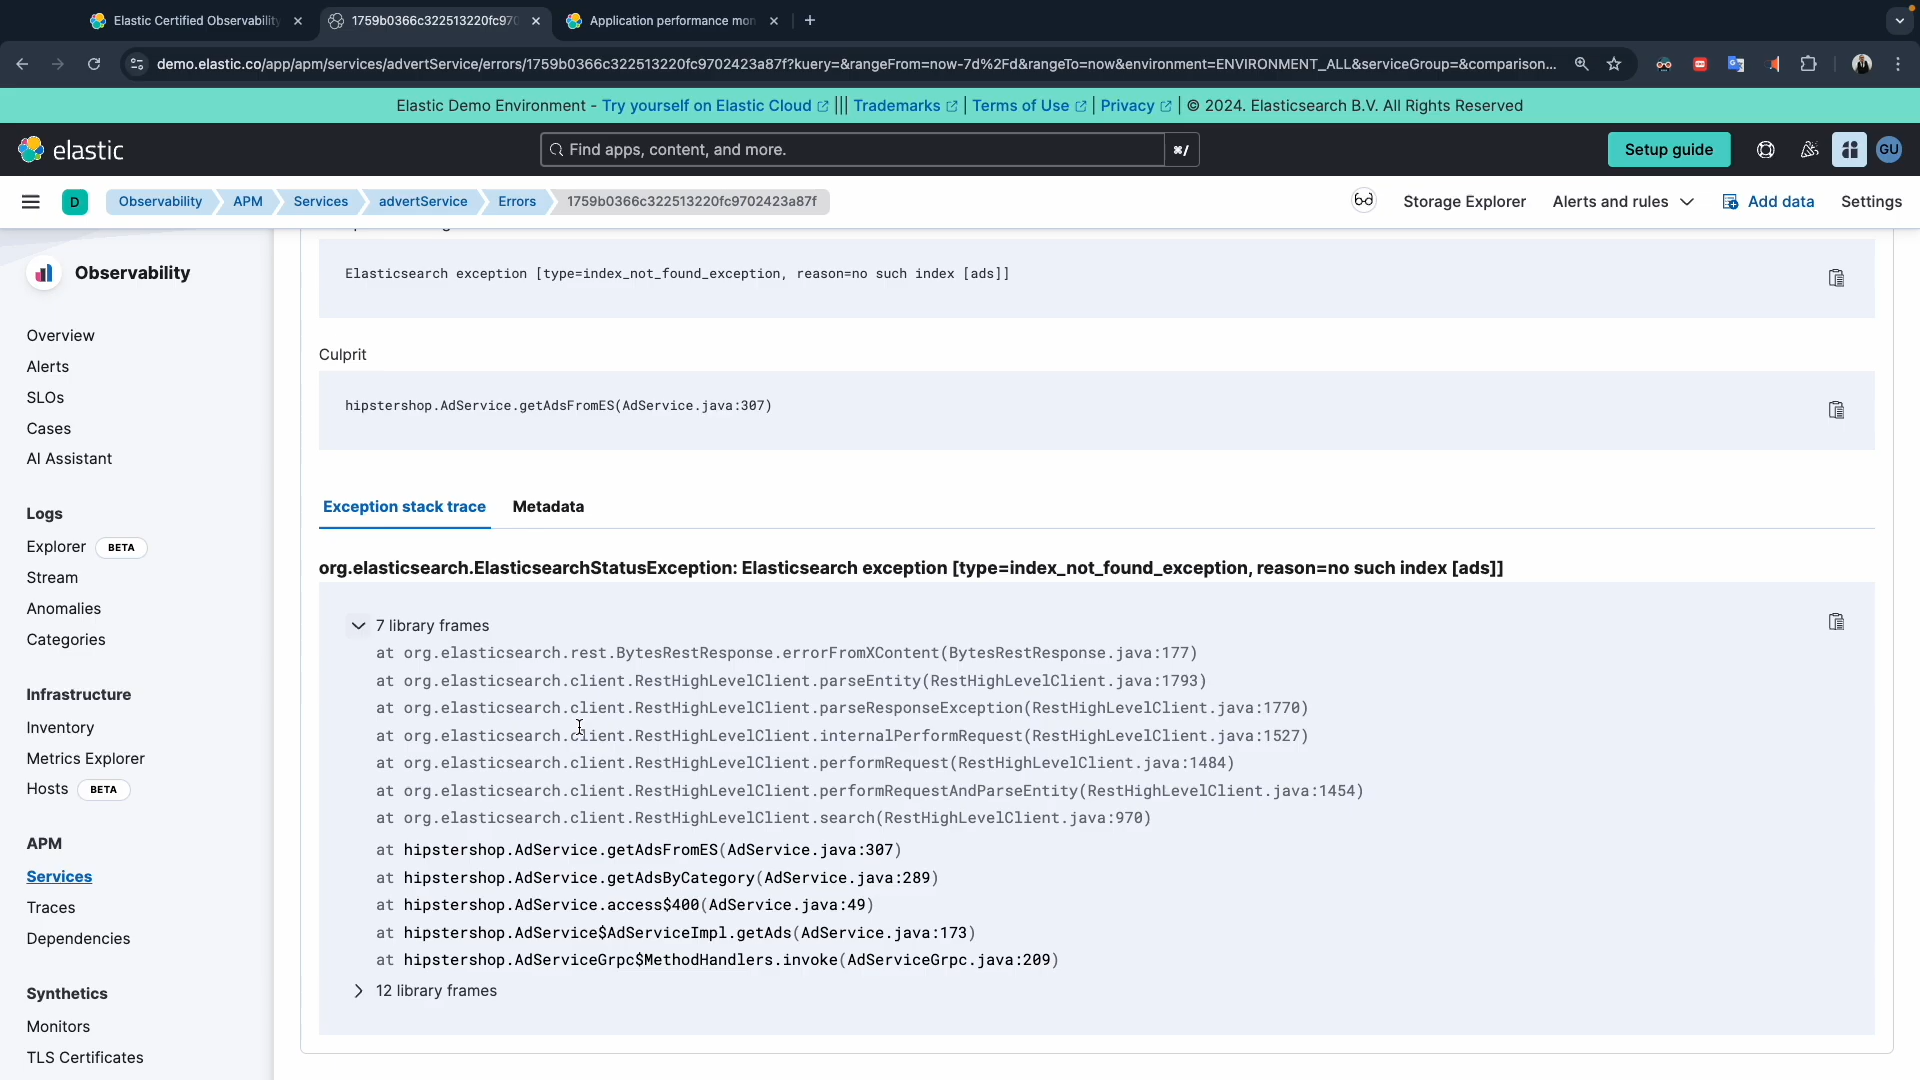 Elastic Certified Observability
1759b0366c322513220fc970
Application performance mon
demo.elastic.co/app/apm/services/advertService/errors/1759b0366c322513220fc9702423a87f?kuery=&rangeFrom=now-7d%2Fd&rangeTo=now&environment=ENVIRONMENT_ALL&serviceGroup=&comparison...
Elastic Demo Environment - Try yourself on Elastic Cloud ||| Trademarks | Terms of Use | Privacy | © 2024. Elasticsearch B.V. All Rights Reserved
elastic
Find apps, content, and more.
⌘/
Setup guide
GU
D
Observability
APM
Services
advertService
Errors
1759b0366c322513220fc9702423a87f
Storage Explorer
Alerts and rules
Add data
Settings
Observability
Overview
Alerts
SLOs
Cases
AI Assistant
Logs
Explorer BETA
Stream
Anomalies
Categories
Infrastructure
Inventory
Metrics Explorer
Hosts BETA
APM
Services
Traces
Dependencies
Synthetics
Monitors
TLS Certificates
Elasticsearch exception [type=index_not_found_exception, reason=no such index [ads]]
Culprit
hipstershop.AdService.getAdsFromES(AdService.java:307)
Exception stack trace
Metadata
org.elasticsearch.ElasticsearchStatusException: Elasticsearch exception [type=index_not_found_exception, reason=no such index [ads]]
7 library frames
at org.elasticsearch.rest.BytesRestResponse.errorFromXContent(BytesRestResponse.java:177)
at org.elasticsearch.client.RestHighLevelClient.parseEntity(RestHighLevelClient.java:1793)
at org.elasticsearch.client.RestHighLevelClient.parseResponseException(RestHighLevelClient.java:1770)
at org.elasticsearch.client.RestHighLevelClient.internalPerformRequest(RestHighLevelClient.java:1527)
at org.elasticsearch.client.RestHighLevelClient.performRequest(RestHighLevelClient.java:1484)
at org.elasticsearch.client.RestHighLevelClient.performRequestAndParseEntity(RestHighLevelClient.java:1454)
at org.elasticsearch.client.RestHighLevelClient.search(RestHighLevelClient.java:970)
at hipstershop.AdService.getAdsFromES(AdService.java:307)
at hipstershop.AdService.getAdsByCategory(AdService.java:289)
at hipstershop.AdService.access$400(AdService.java:49)
at hipstershop.AdService$AdServiceImpl.getAds(AdService.java:173)
at hipstershop.AdServiceGrpc$MethodHandlers.invoke(AdServiceGrpc.java:209)
12 library frames